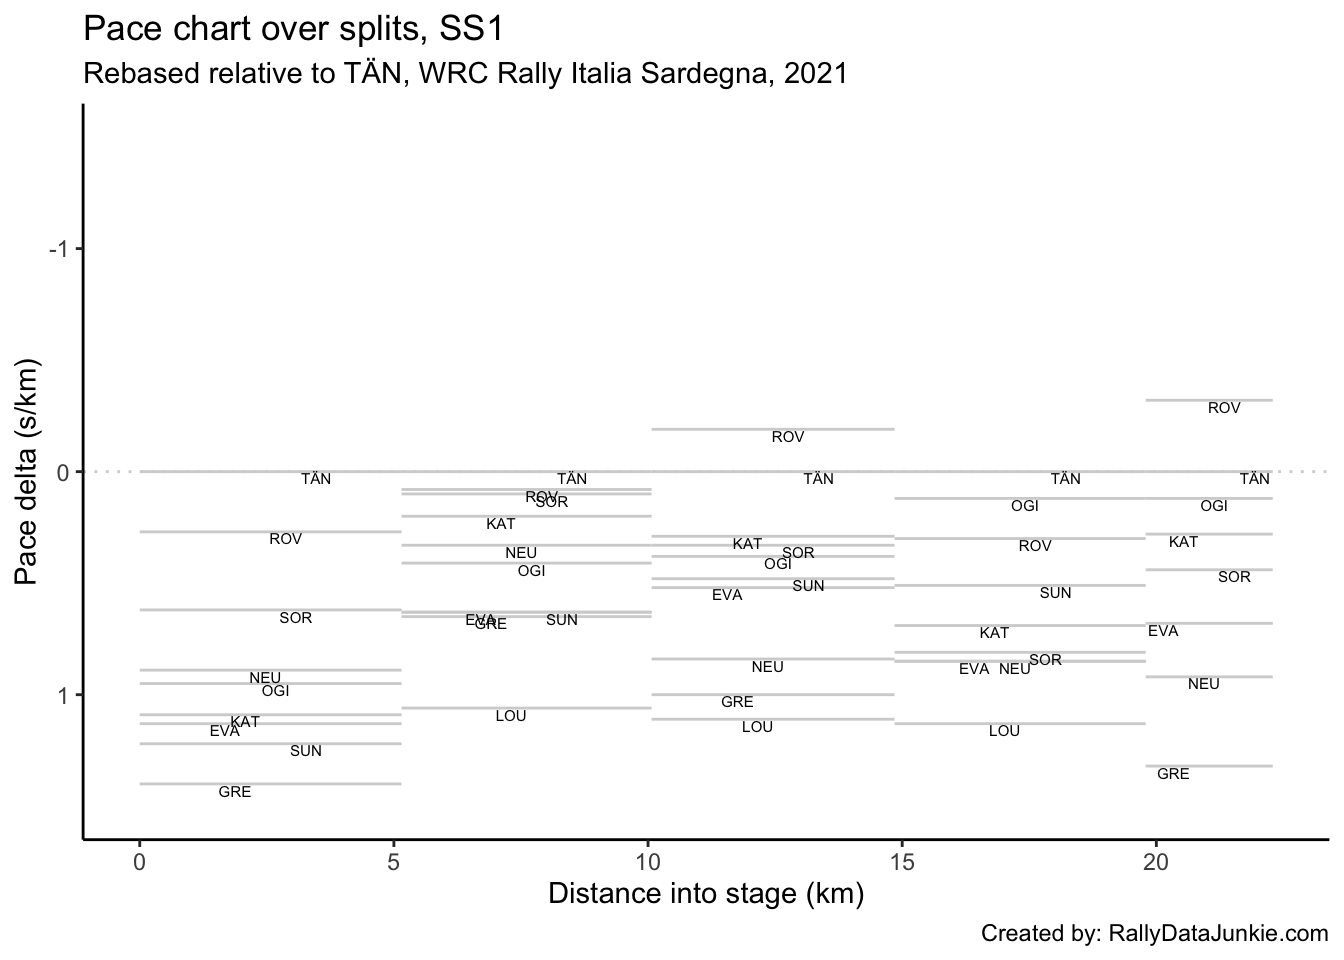 Pace chart over splits, SS1
Rebased relative to TÄN, WRC Rally Italia Sardegna, 2021
Pace delta (s/km)
-1
0
1
TÄN
ROV
SOR
NEU
OGI
KAT
EVA
SUN
GRE
TÄN
ROV
SOR
KAT
NEU
OGI
EVA
GRE
SUN
LOU
ROV
TÄN
KAT
SOR
OGI
SUN
EVA
NEU
GRE
LOU
TÄN
OGI
ROV
SUN
KAT
SOR
EVA NEU
LOU
ROV
TÄN
OGI
KAT
SOR
EVA
NEU
GRE
0 5 10 15 20
Distance into stage (km)
Created by: RallyDataJunkie.com